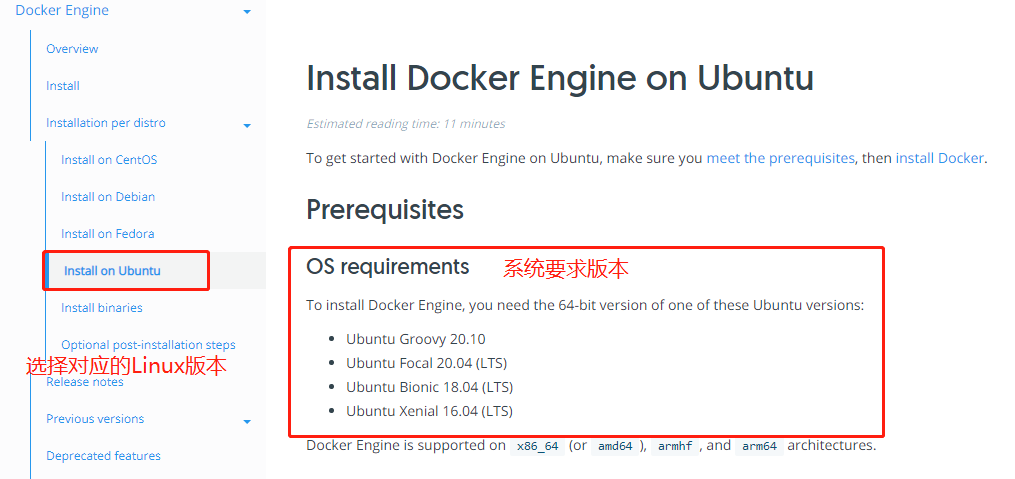 Docker Engine
Overview
Install
Installation per distro
Install on CentOS
Install on Debian
Install on Fedora
Install on Ubuntu
Install binaries
Optional post-installation steps
选择对应的Linux版本
Release notes
Previous versions
Deprecated features
Install Docker Engine on Ubuntu
Estimated reading time: 11 minutes
To get started with Docker Engine on Ubuntu, make sure you meet the prerequisites, then install Docker.
Prerequisites
OS requirements 系统要求版本
To install Docker Engine, you need the 64-bit version of one of these Ubuntu versions:
• Ubuntu Groovy 20.10
• Ubuntu Focal 20.04 (LTS)
• Ubuntu Bionic 18.04 (LTS)
• Ubuntu Xenial 16.04 (LTS)
Docker Engine is supported on x86_64 (or amd64), armhf, and arm64 architectures.